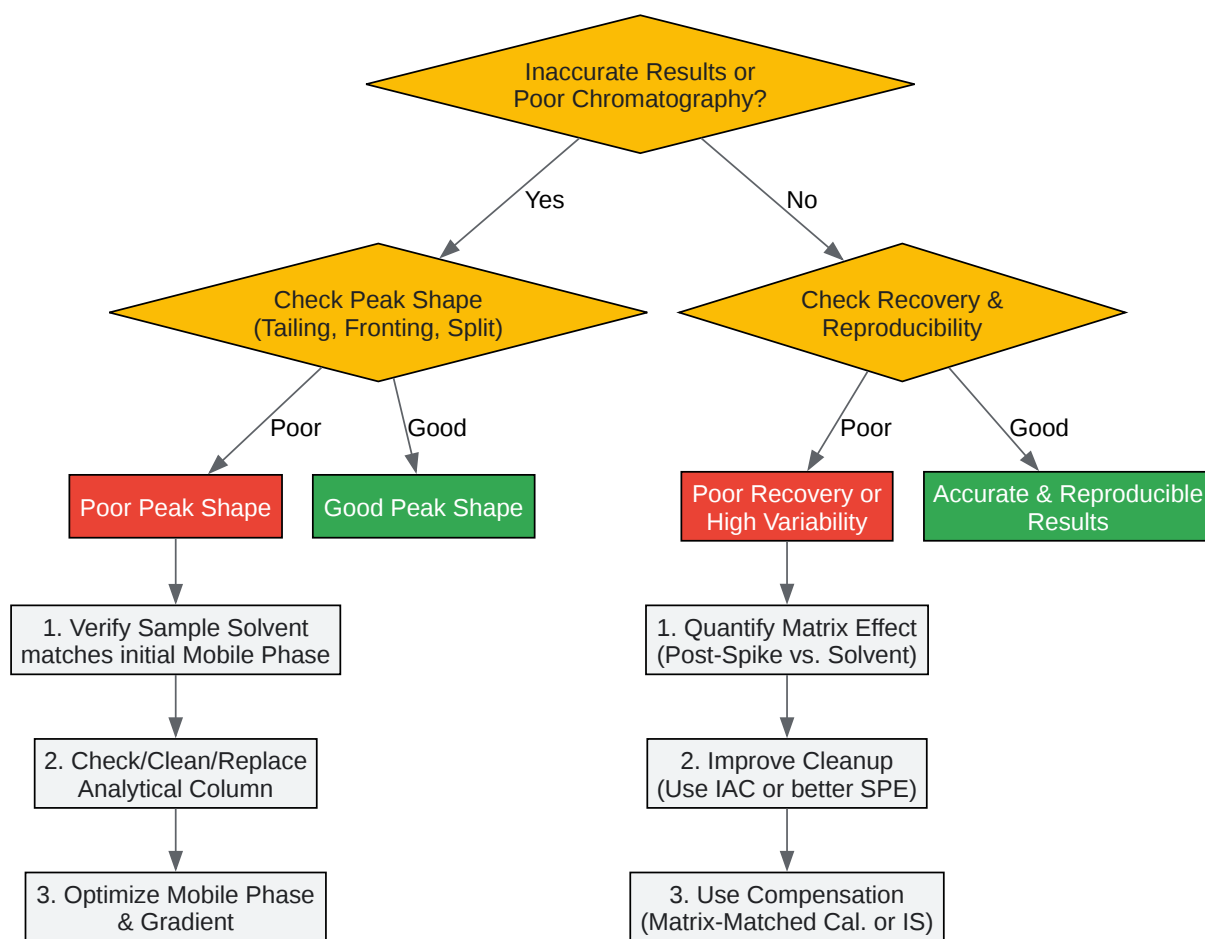 Inaccurate Results or
Poor Chromatography?
Yes
No
Check Peak Shape
(Tailing, Fronting, Split)
Check Recovery &
Reproducibility
Poor
Good
Poor
Good
Poor Peak Shape
Good Peak Shape
Poor Recovery or
High Variability
Accurate & Reproducible
Results
1. Verify Sample Solvent
matches initial Mobile Phase
1. Quantify Matrix Effect
(Post-Spike vs. Solvent)
2. Check/Clean/Replace
Analytical Column
2. Improve Cleanup
(Use IAC or better SPE)
3. Optimize Mobile Phase
& Gradient
3. Use Compensation
(Matrix-Matched Cal. or IS)